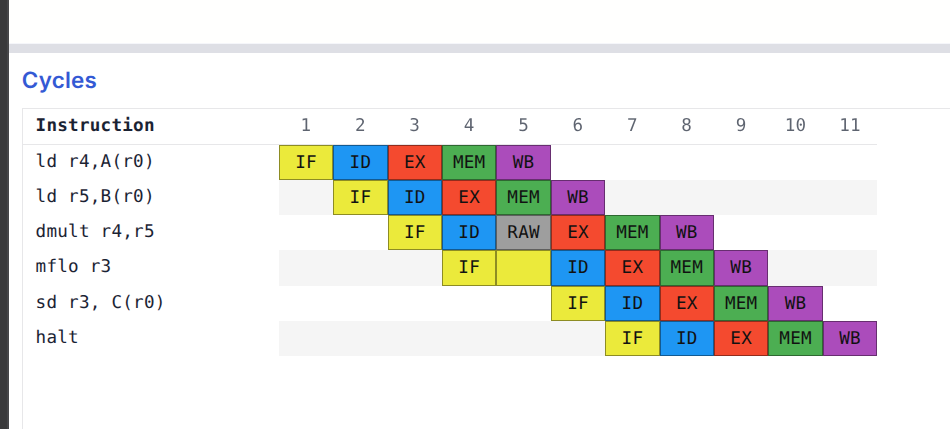 Cycles
Instruction 1 2 3 4 5 6 7 8 9 10 11
ld r4,A(r0) IF ID EX MEM WB
ld r5,B(r0) IF ID EX MEM WB
dmult r4,r5 IF ID RAW EX MEM WB
mflo r3 IF ID EX MEM WB
sd r3, C(r0) IF ID EX MEM WB
halt IF ID EX MEM WB